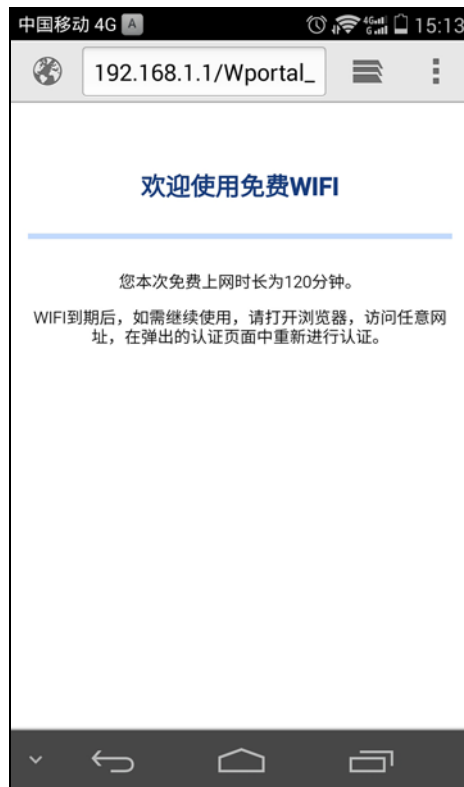 中国移动 4G A 4G 15:13
192.168.1.1/Wportal_
欢迎使用免费WIFI
您本次免费上网时长为120分钟。
WIFI到期后，如需继续使用，请打开浏览器，访问任意网
址，在弹出的认证页面中重新进行认证。